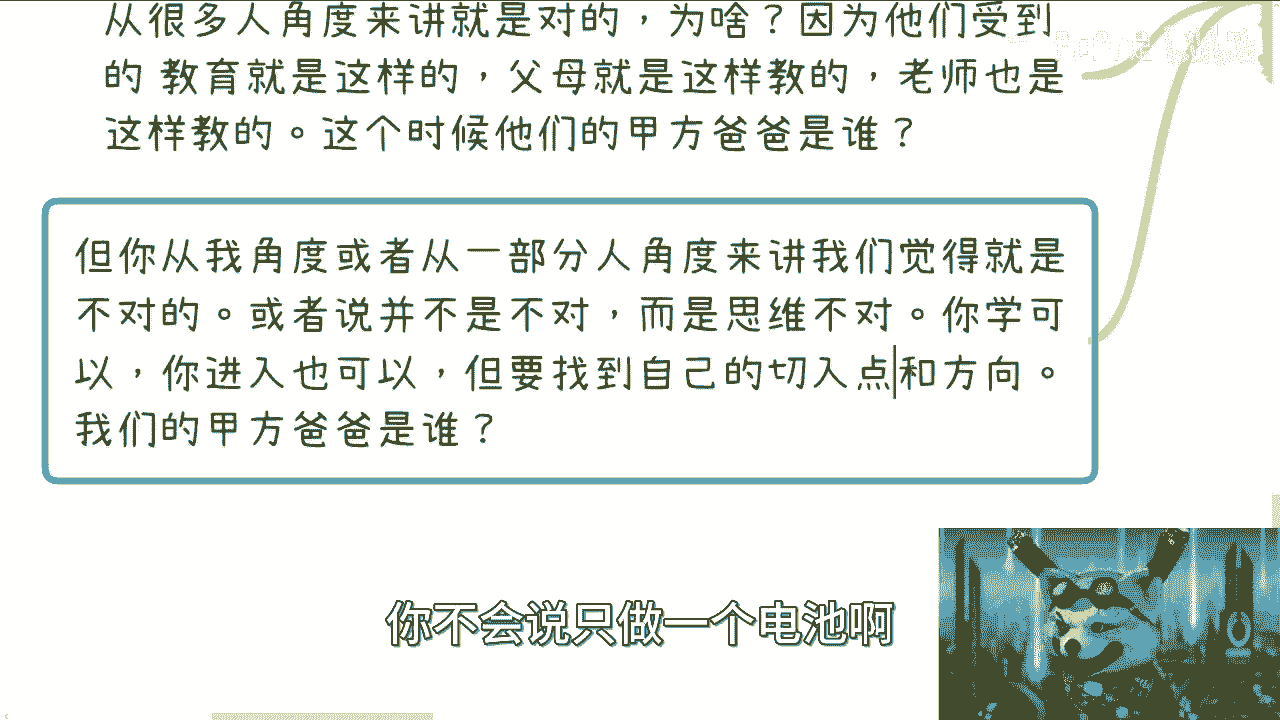 从很多人角度来讲就是对的，为啥？因为他们受到
的 教育就是这样的，父母就是这样教的，老师也是
这样教的。这个时候他们的甲方爸爸是谁？
但你从我角度或者从一部分人角度来讲我们觉得就是
不对的。或者说并不是不对，而是思维不对。你学可
以，你进入也可以，但要找到自己的切入点和方向。
我们的甲方爸爸是谁？
你不会说只做一个电池啊